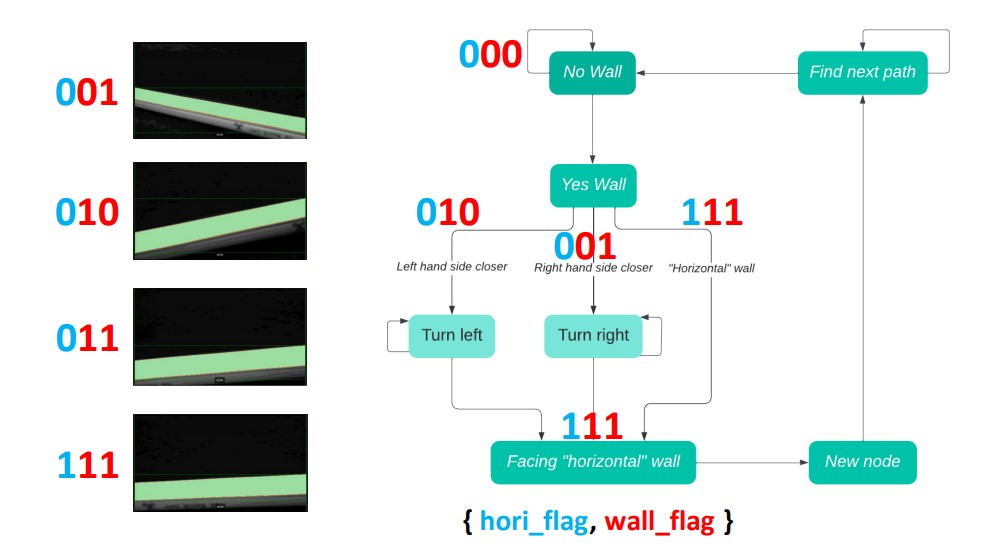 000
No Wall
Find next path
001
Yes Wall
010
010
111
001
Left hand side closer
Right hand side closer
"Horizontal" wall
011
Turn left
Turn right
111
111
Facing "horizontal" wall
New node
{ hori_flag, wall_flag }